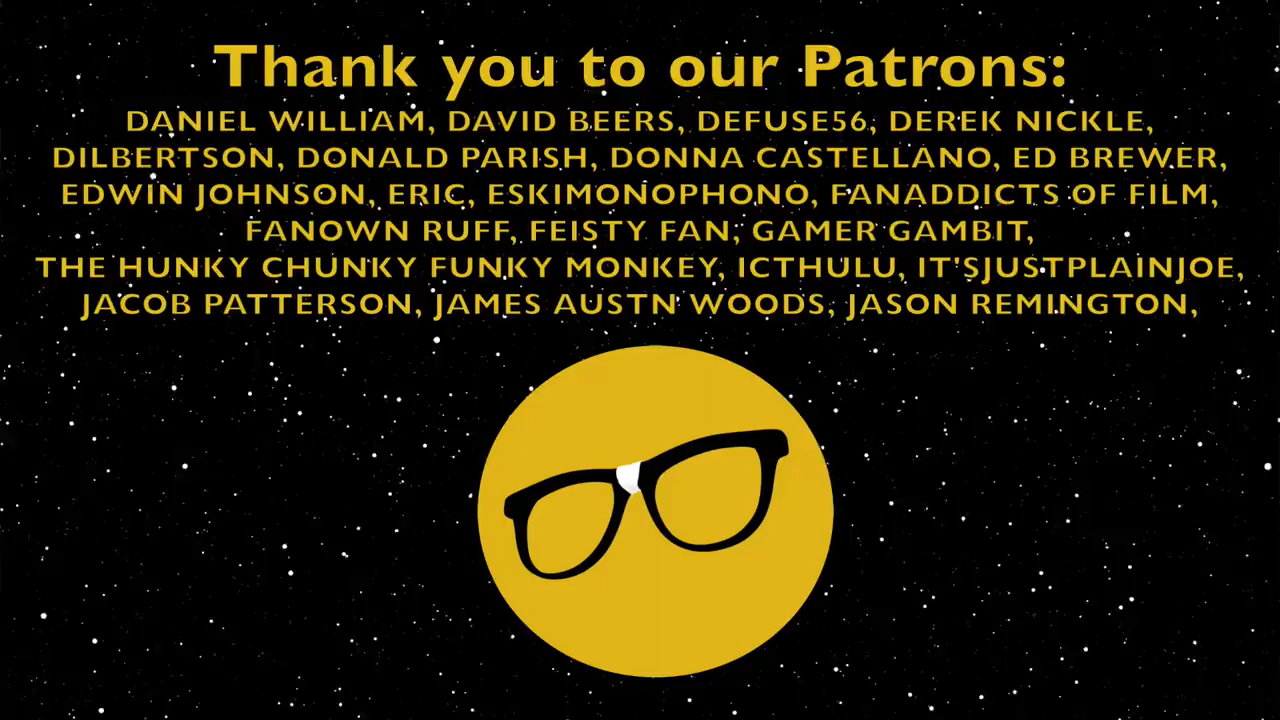 Thank you to our Patrons:
DANIEL WILLIAM, DAVID BEERS, DEFUSE56, DEREK NICKLE,
DILBERTSON, DONALD PARISH, DONNA CASTELLANO, ED BREWER,
EDWIN JOHNSON, ERIC, ESKIMONOPHONO, FANADDICTS OF FILM,
FANOWN RUFF, FEISTY FAN, GAMER GAMBIT,
THE HUNKY CHUNKY FUNKY MONKEY, ICTHULU, IT'SJUSTPLAINJOE,
JACOB PATTERSON, JAMES AUSTN WOODS, JASON REMINGTON,